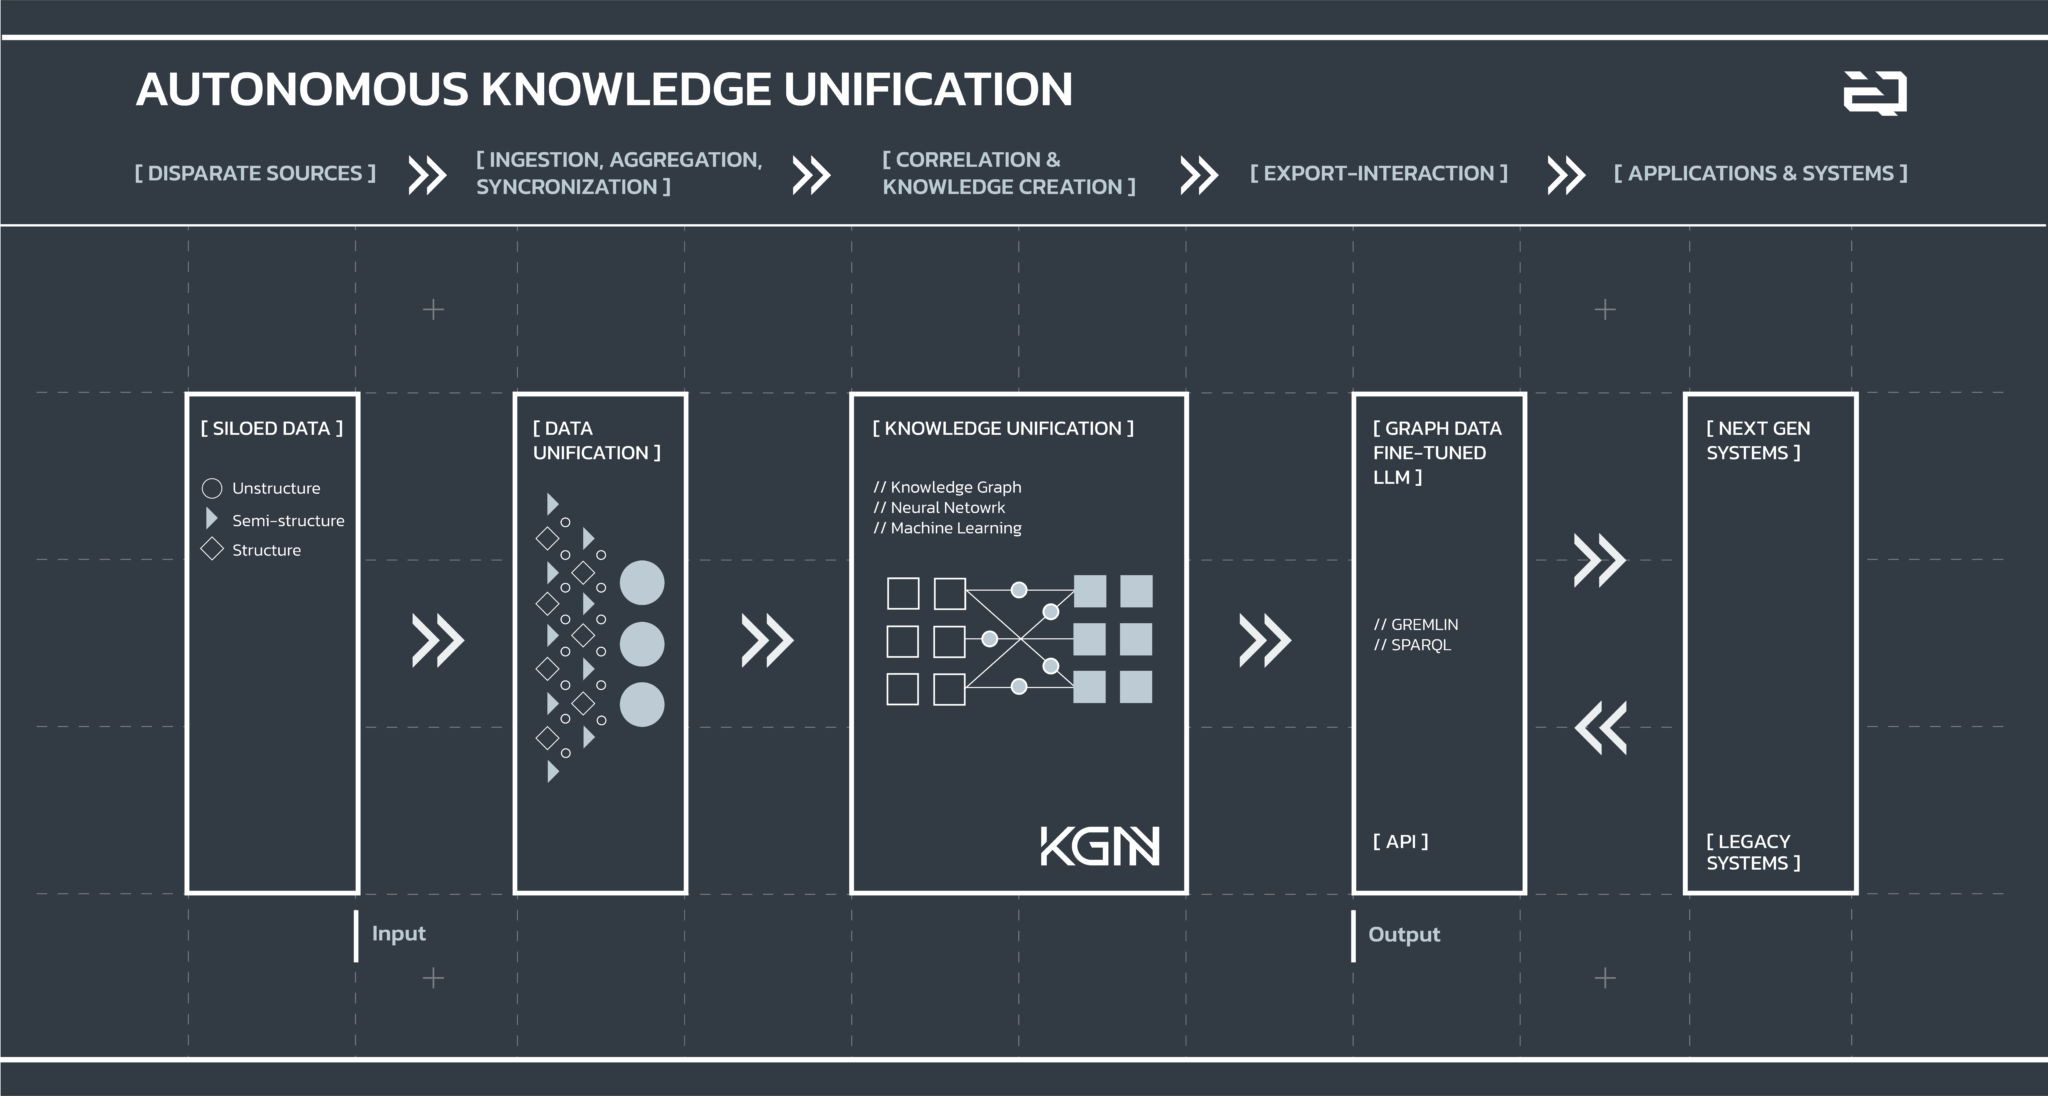 AUTONOMOUS KNOWLEDGE UNIFICATION
[ DISPARATE SOURCES ]
[ INGESTION, AGGREGATION,
SYNCRONIZATION ]
[ CORRELATION &
KNOWLEDGE CREATION ]
[ EXPORT-INTERACTION ]
[ APPLICATIONS & SYSTEMS ]
[ SILOED DATA ]
Unstructure
Semi-structure
Structure
[ DATA
UNIFICATION ]
[ KNOWLEDGE UNIFICATION ]
// Knowledge Graph
// Neural Netowrk
// Machine Learning
KGNN
[ GRAPH DATA
FINE-TUNED
LLM ]
// GREMLIN
// SPARQL
[ API ]
[ NEXT GEN
SYSTEMS ]
[ LEGACY
SYSTEMS ]
Input
Output